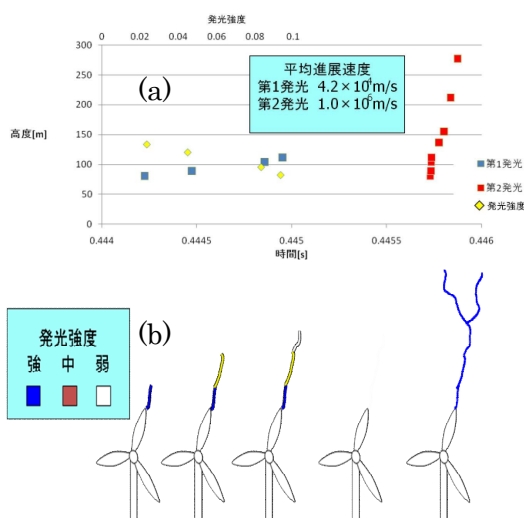 発光強度
0 0.02 0.04 0.06 0.08 0.1
300
250
200
150
100
50
0
高度[m]
(a)
平均進展速度
第1発光 4.2×10⁴m/s
第2発光 1.0×10⁶m/s
第1発光
第2発光
発光強度
0.444 0.4445 0.445 0.4455 0.446
時間[s]
(b)
発光強度
強 中 弱